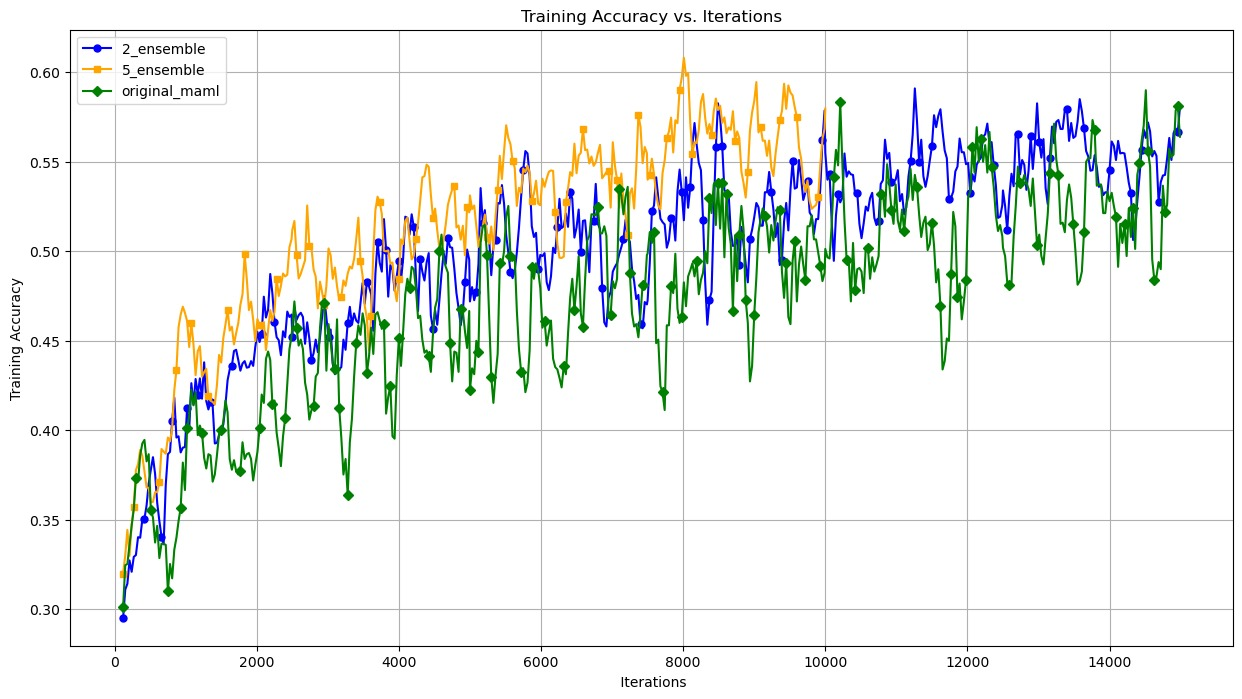 Training Accuracy vs. Iterations
2_ensemble
5_ensemble
original_maml
Training Accuracy
0.60
0.55
0.50
0.45
0.40
0.35
0.30
0 2000 4000 6000 8000 10000 12000 14000
Iterations